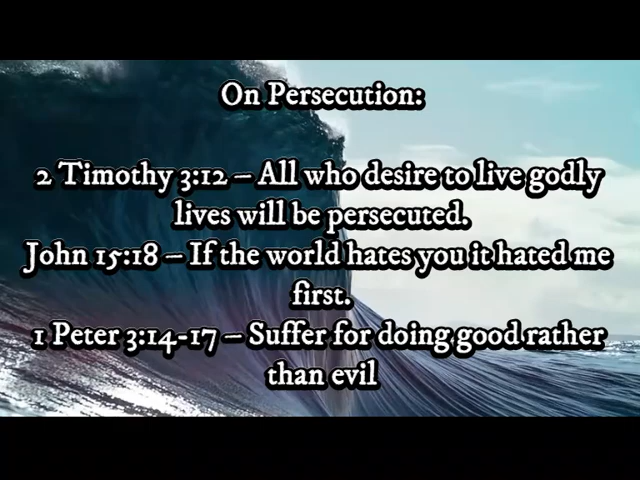 On Persecution:
2 Timothy 3:12 – All who desire to live godly
lives will be persecuted.
John 15:18 – If the world hates you it hated me
first.
1 Peter 3:14-17 – Suffer for doing good rather
than evil